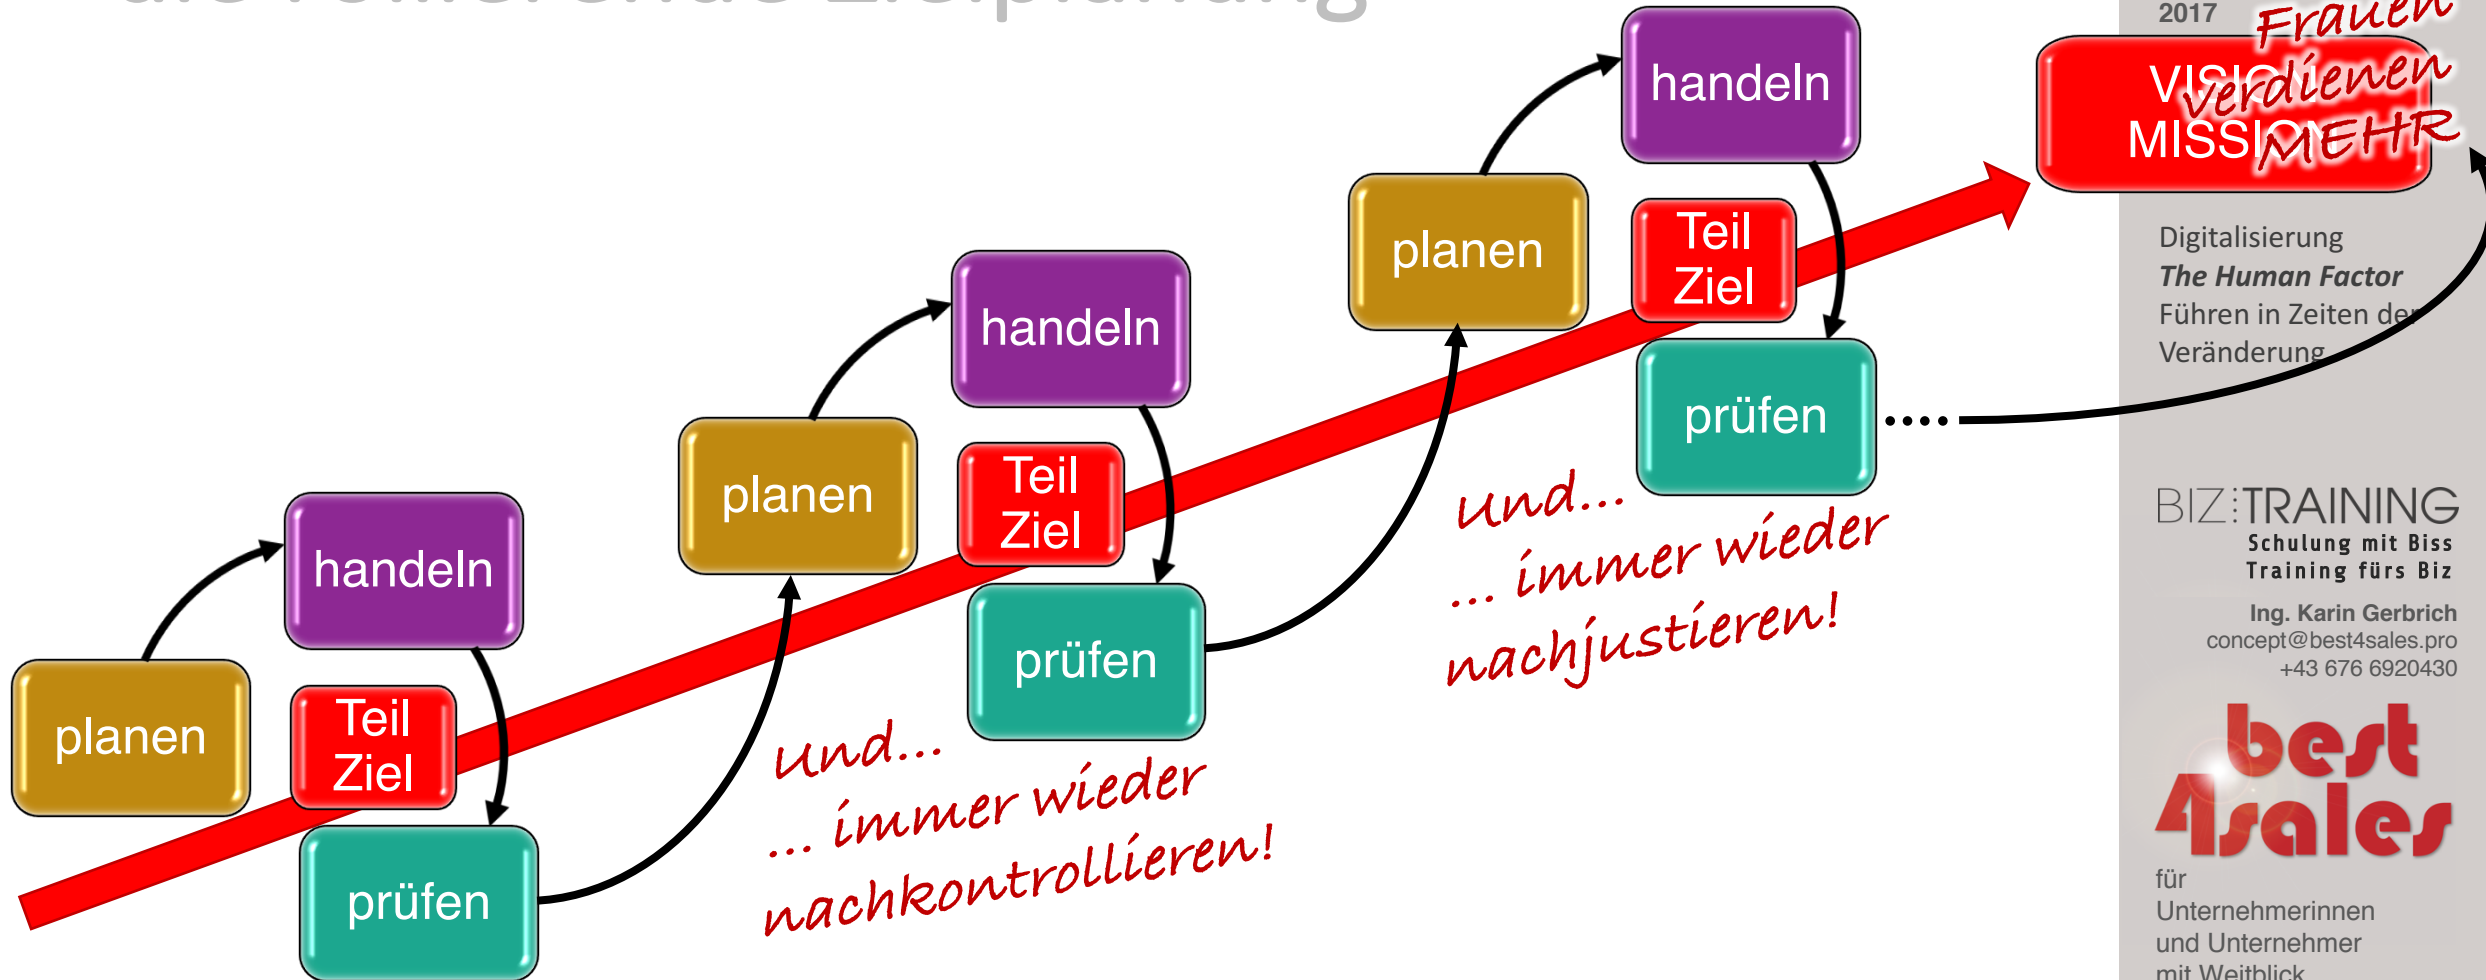 die rollierende Zielplanung
planen
handeln
Teil
Ziel
prüfen
planen
handeln
Teil
Ziel
prüfen
planen
handeln
Teil
Ziel
prüfen
....
Und...
... immer wieder
nachkontrollieren!
Und...
... immer wieder
nachjustieren!
VISION
MISSION
2017
Frauen
verdienen
MEHR
Digitalisierung
The Human Factor
Führen in Zeiten der
Veränderung
BIZ:TRAINING
Schulung mit Biss
Training fürs Biz
Ing. Karin Gerbrich
concept@best4sales.pro
+43 676 6920430
best
4sales
für
Unternehmerinnen
und Unternehmer
mit Weitblick